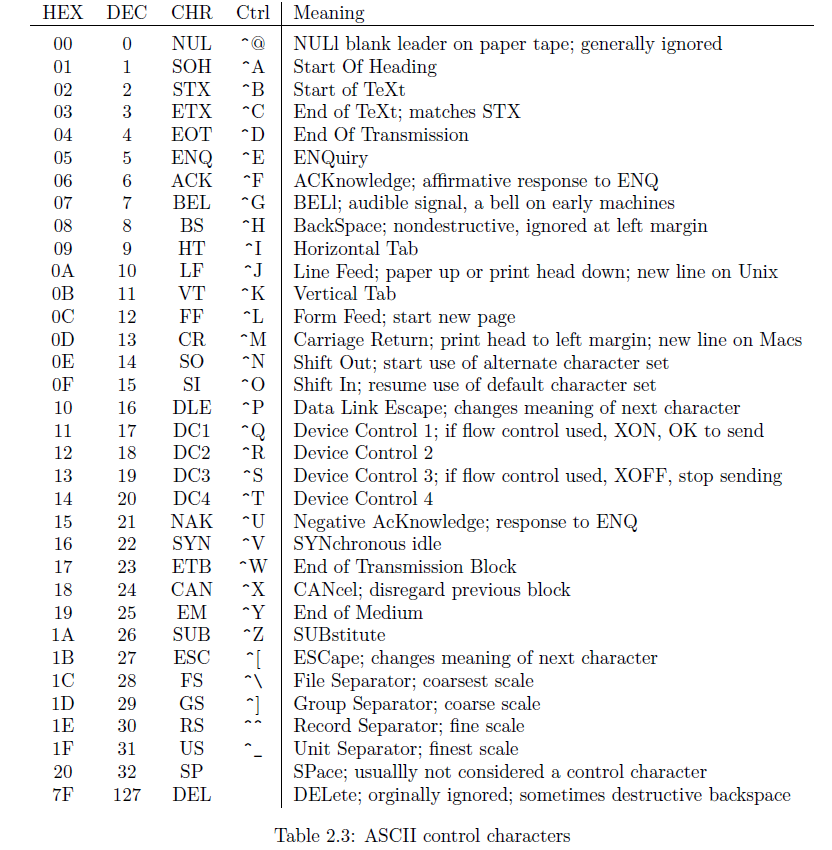 HEX DEC CHR Ctrl Meaning
00 0 NUL ^@ NULl blank leader on paper tape; generally ignored
01 1 SOH ^A Start Of Heading
02 2 STX ^B Start of TeXt
03 3 ETX ^C End of TeXt; matches STX
04 4 EOT ^D End Of Transmission
05 5 ENQ ^E ENQuiry
06 6 ACK ^F ACKnowledge; affirmative response to ENQ
07 7 BEL ^G BELl; audible signal, a bell on early machines
08 8 BS ^H BackSpace; nondestructive, ignored at left margin
09 9 HT ^I Horizontal Tab
0A 10 LF ^J Line Feed; paper up or print head down; new line on Unix
0B 11 VT ^K Vertical Tab
0C 12 FF ^L Form Feed; start new page
0D 13 CR ^M Carriage Return; print head to left margin; new line on Macs
0E 14 SO ^N Shift Out; start use of alternate character set
0F 15 SI ^O Shift In; resume use of default character set
10 16 DLE ^P Data Link Escape; changes meaning of next character
11 17 DC1 ^Q Device Control 1; if flow control used, XON, OK to send
12 18 DC2 ^R Device Control 2
13 19 DC3 ^S Device Control 3; if flow control used, XOFF, stop sending
14 20 DC4 ^T Device Control 4
15 21 NAK ^U Negative AcKnowledge; response to ENQ
16 22 SYN ^V SYNchronous idle
17 23 ETB ^W End of Transmission Block
18 24 CAN ^X CANcel; disregard previous block
19 25 EM ^Y End of Medium
1A 26 SUB ^Z SUBstitute
1B 27 ESC ^[ ESCape; changes meaning of next character
1C 28 FS ^\ File Separator; coarsest scale
1D 29 GS ^] Group Separator; coarse scale
1E 30 RS ^^ Record Separator; fine scale
1F 31 US ^_ Unit Separator; finest scale
20 32 SP SPace; usuallly not considered a control character
7F 127 DEL DELete; orginally ignored; sometimes destructive backspace
Table 2.3: ASCII control characters